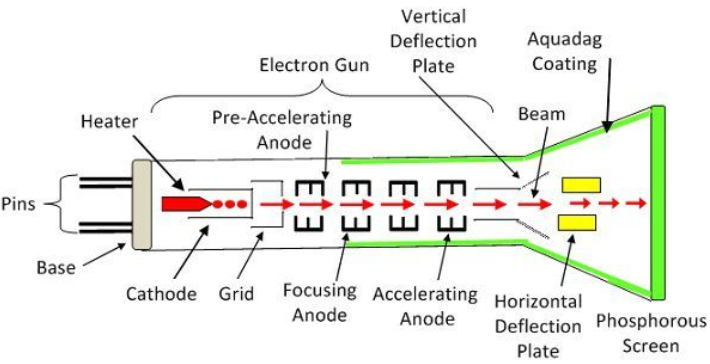 Vertical
Deflection
Plate
Aquadag
Coating
Electron Gun
Heater
Pre-Accelerating
Anode
Beam
Pins
Base
Cathode
Grid
Focusing
Anode
Accelerating
Anode
Horizontal
Deflection
Plate
Phosphorous
Screen